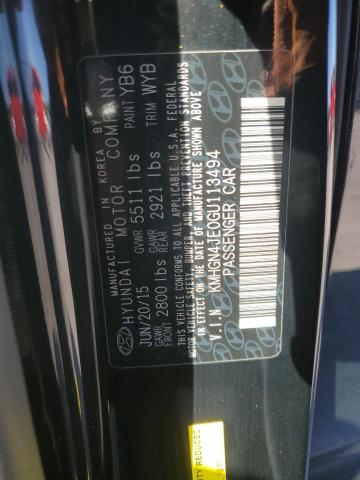 MANUFACTURED IN KOREA BY
HYUNDAI MOTOR COMPANY
JUN/20/15 GVWR 5511 lbs PAINT YB6
GAWR FRONT 2800 lbs GAWR REAR 2921 lbs TRIM WYB
THIS VEHICLE CONFORMS TO ALL APPLICABLE U.S.A. FEDERAL
MOTOR VEHICLE SAFETY, BUMPER, AND THEFT PREVENTION STANDARDS
IN EFFECT ON THE DATE OF MANUFACTURE SHOWN ABOVE
V.I.N KMHGN4JE0GU113494
PASSENGER CAR
ITY REDUCED